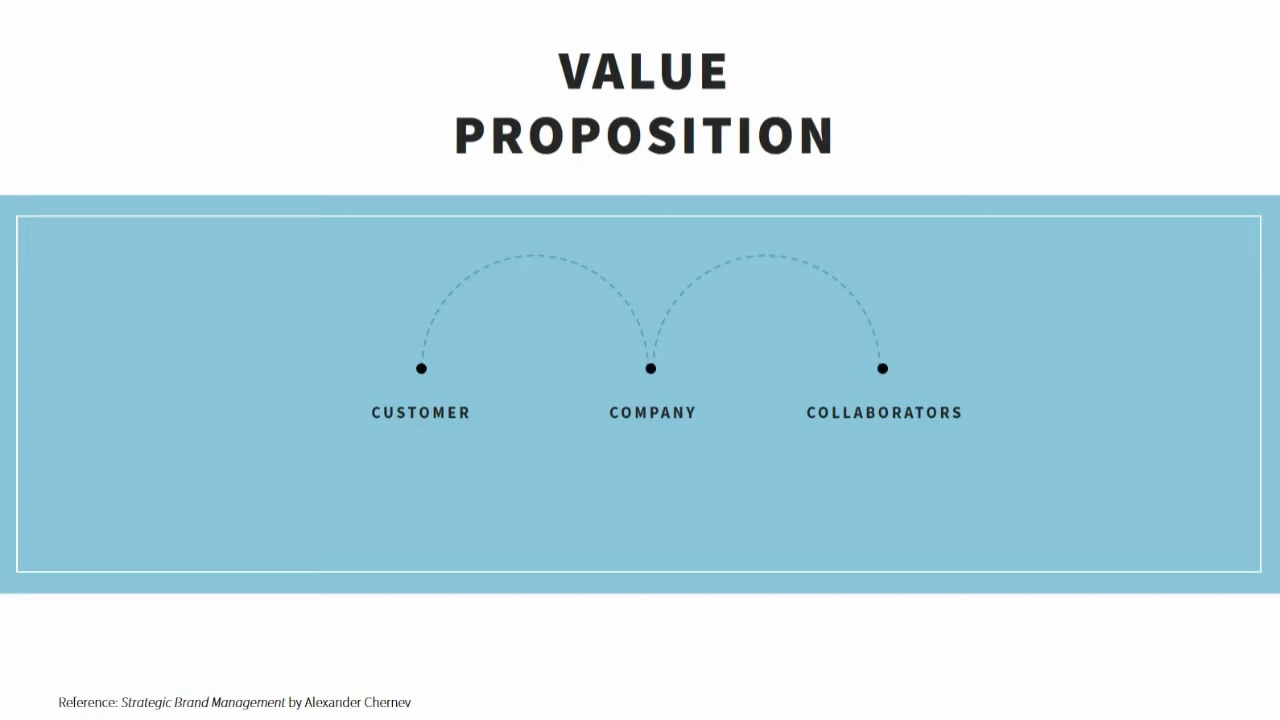 VALUE
PROPOSITION
CUSTOMER
COMPANY
COLLABORATORS
Reference: Strategic Brand Management by Alexander Chernev